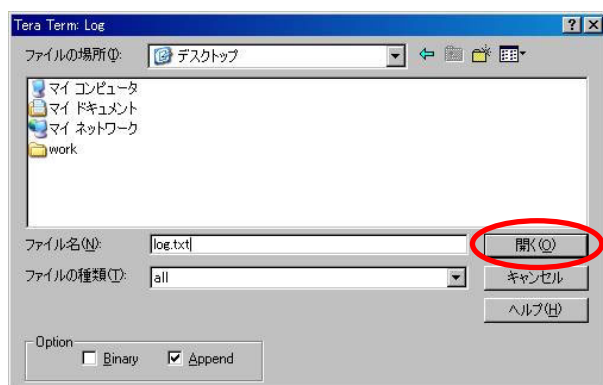 Tera Term: Log
ファイルの場所(I):
デスクトップ
マイ コンピュータ
マイ ドキュメント
マイ ネットワーク
work
ファイル名(N):
log.txt
開く(O)
ファイルの種類(T):
all
キャンセル
ヘルプ(H)
Option
Binary
Append